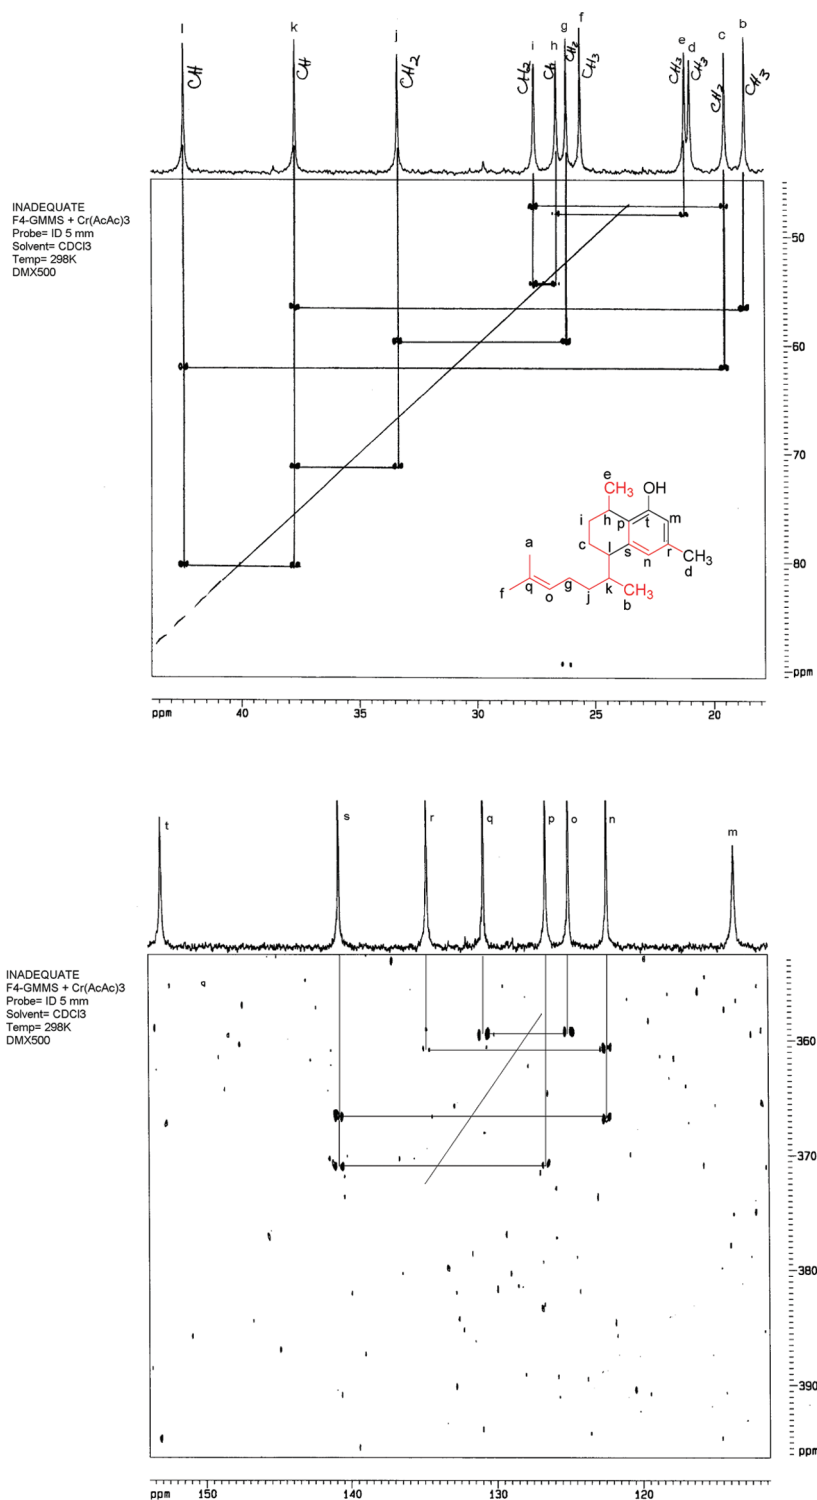 l k j i h g f e d c b
CH CH CH2 CH2 Ch CH2 CH3 CH3 CH3 CH2 CH3
INADEQUATE
F4-GMMS + Cr(AcAc)3
Probe= ID 5 mm
Solvent= CDCl3
Temp= 298K
DMX500
50
60
70
80
ppm
e
CH3 OH
i h p t m
a c l s n r CH3
d
f q o g j k CH3
b
ppm 40 35 30 25 20
t s r q p o n m
INADEQUATE
F4-GMMS + Cr(AcAc)3
Probe= ID 5 mm
Solvent= CDCl3
Temp= 298K
DMX500
360
370
380
390
ppm
ppm 150 140 130 120